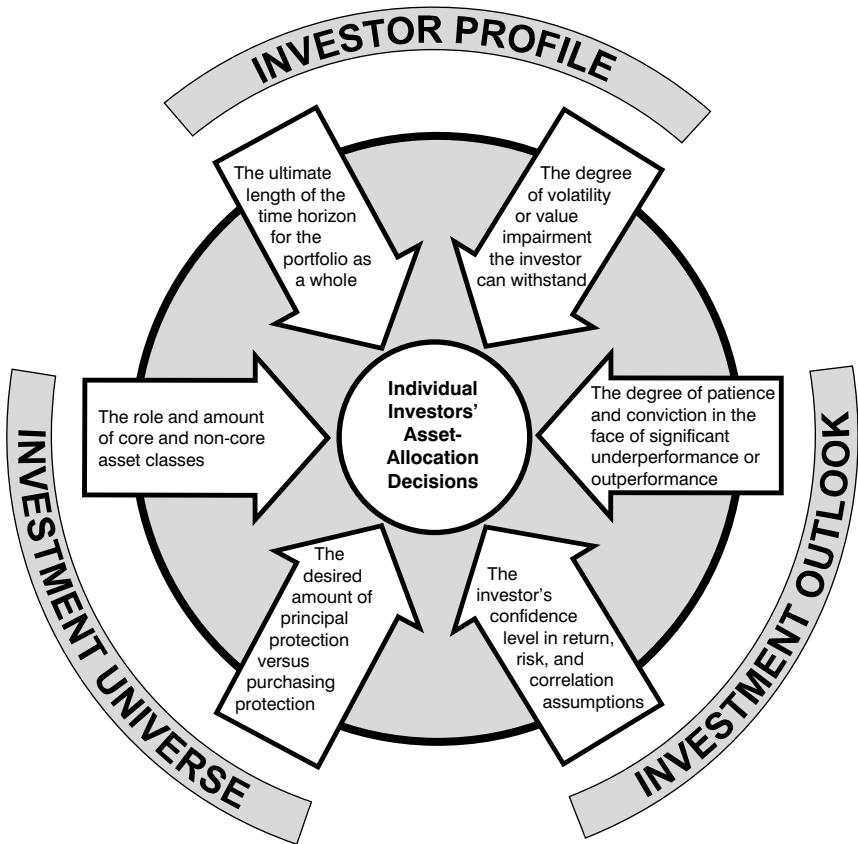 INVESTOR PROFILE
The ultimate
length of the
time horizon
for the
portfolio as
a whole
The degree
of volatility
or value
impairment
the investor
can withstand
The role and amount
of core and non-core
asset classes
Individual
Investors’
Asset-
Allocation
Decisions
The degree of patience
and conviction in the
face of significant
underperformance or
outperformance
The
desired
amount of
principal
protection
versus
purchasing
protection
The
investor’s
confidence
level in return,
risk, and
correlation
assumptions
INVESTMENT UNIVERSE
INVESTMENT OUTLOOK